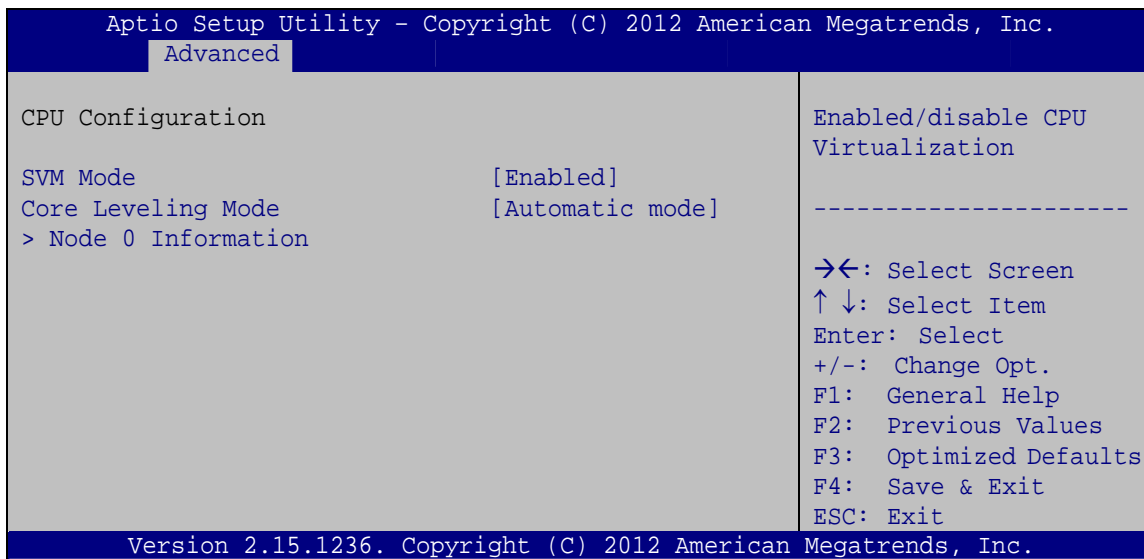 Aptio Setup Utility – Copyright (C) 2012 American Megatrends, Inc.
Advanced
CPU Configuration
SVM Mode [Enabled]
Core Leveling Mode [Automatic mode]
> Node 0 Information
Enabled/disable CPU
Virtualization
----------------------
→←: Select Screen
↑ ↓: Select Item
Enter: Select
+/-: Change Opt.
F1: General Help
F2: Previous Values
F3: Optimized Defaults
F4: Save & Exit
ESC: Exit
Version 2.15.1236. Copyright (C) 2012 American Megatrends, Inc.